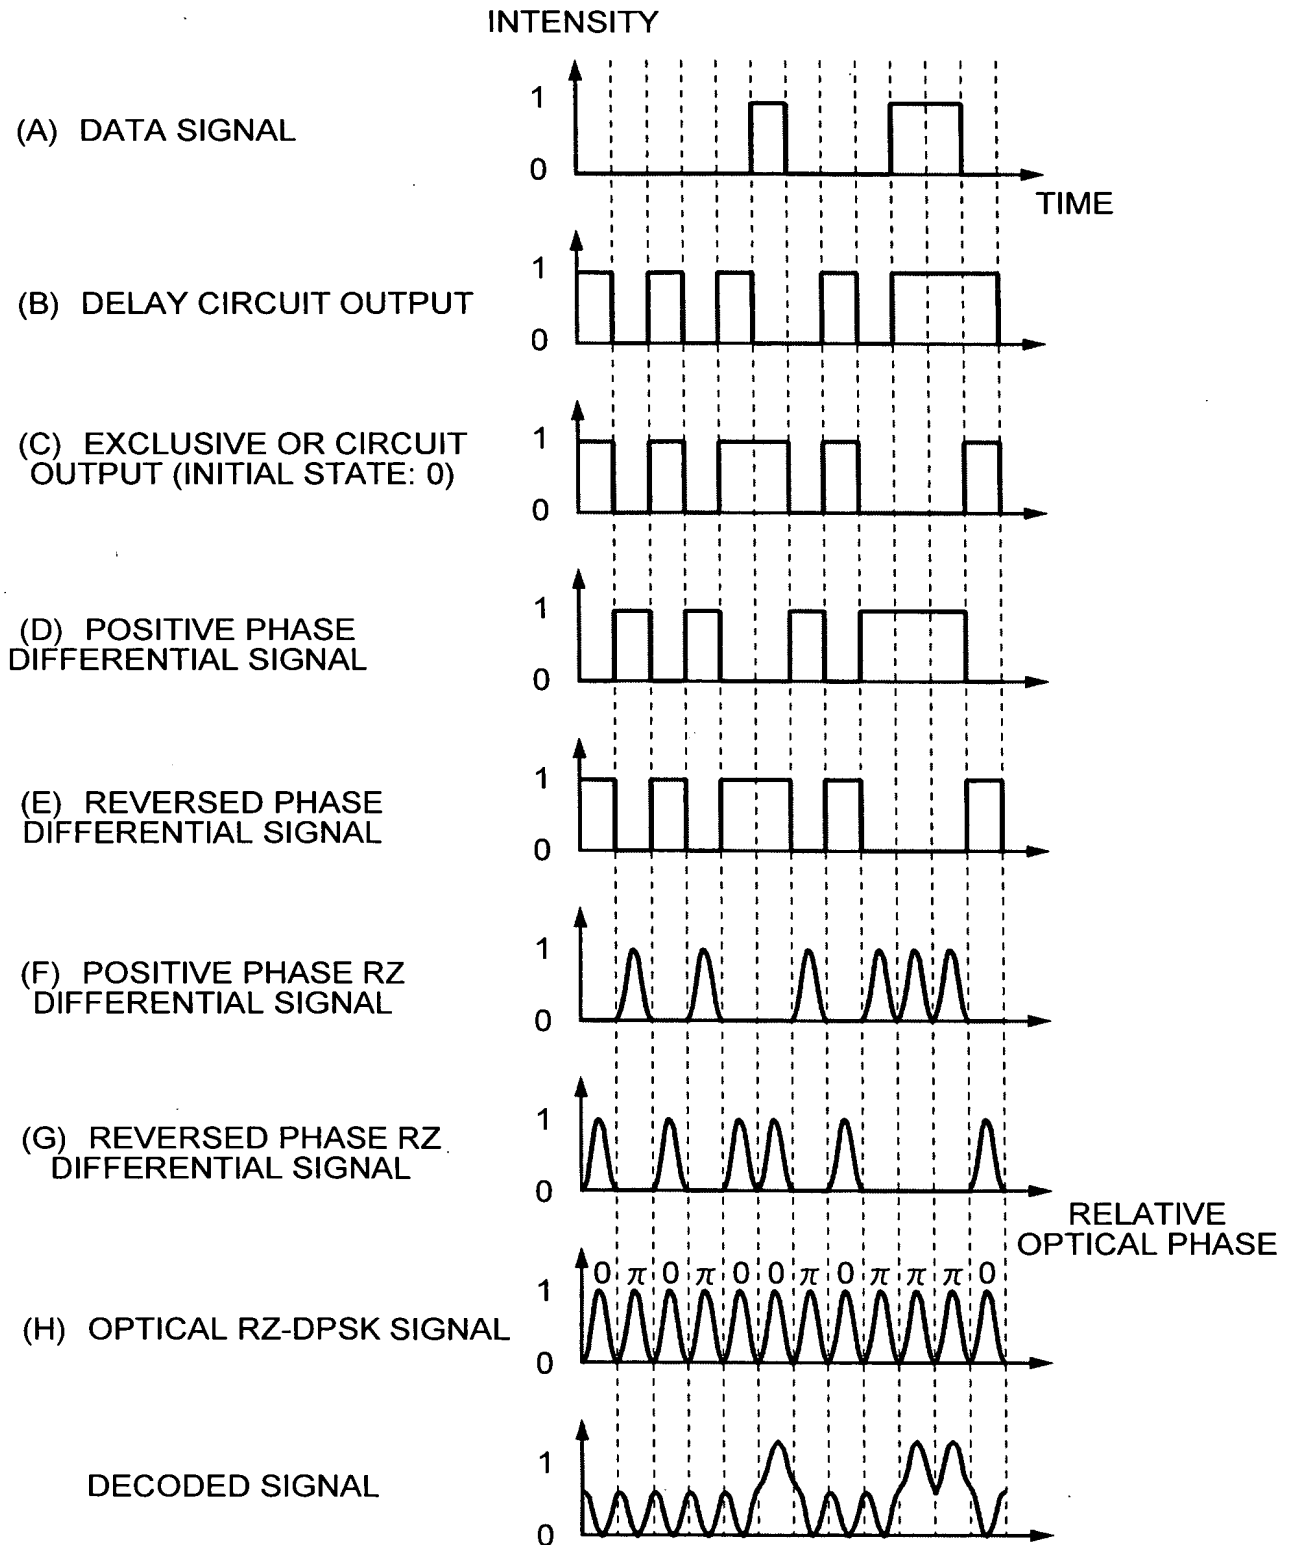 INTENSITY
(A) DATA SIGNAL
1
0
TIME
(B) DELAY CIRCUIT OUTPUT
1
0
(C) EXCLUSIVE OR CIRCUIT
OUTPUT (INITIAL STATE: 0)
1
0
(D) POSITIVE PHASE
DIFFERENTIAL SIGNAL
1
0
(E) REVERSED PHASE
DIFFERENTIAL SIGNAL
1
0
(F) POSITIVE PHASE RZ
DIFFERENTIAL SIGNAL
1
0
(G) REVERSED PHASE RZ
DIFFERENTIAL SIGNAL
1
0
RELATIVE
OPTICAL PHASE
0 π 0 π 0 0 π 0 π π π 0
(H) OPTICAL RZ-DPSK SIGNAL
1
0
DECODED SIGNAL
1
0